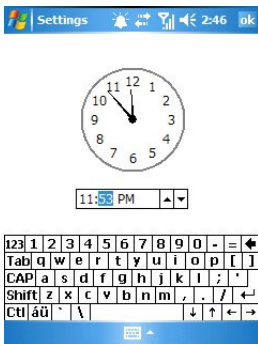 Settings 2:46 ok
11 12 1
10 2
9 3
8 4
7 6 5
11:53 PM
123 1 2 3 4 5 6 7 8 9 0 - =
Tab q w e r t y u i o p [ ]
CAP a s d f g h j k l ; '
Shift z x c v b n m , . /
Ctl áü ` \